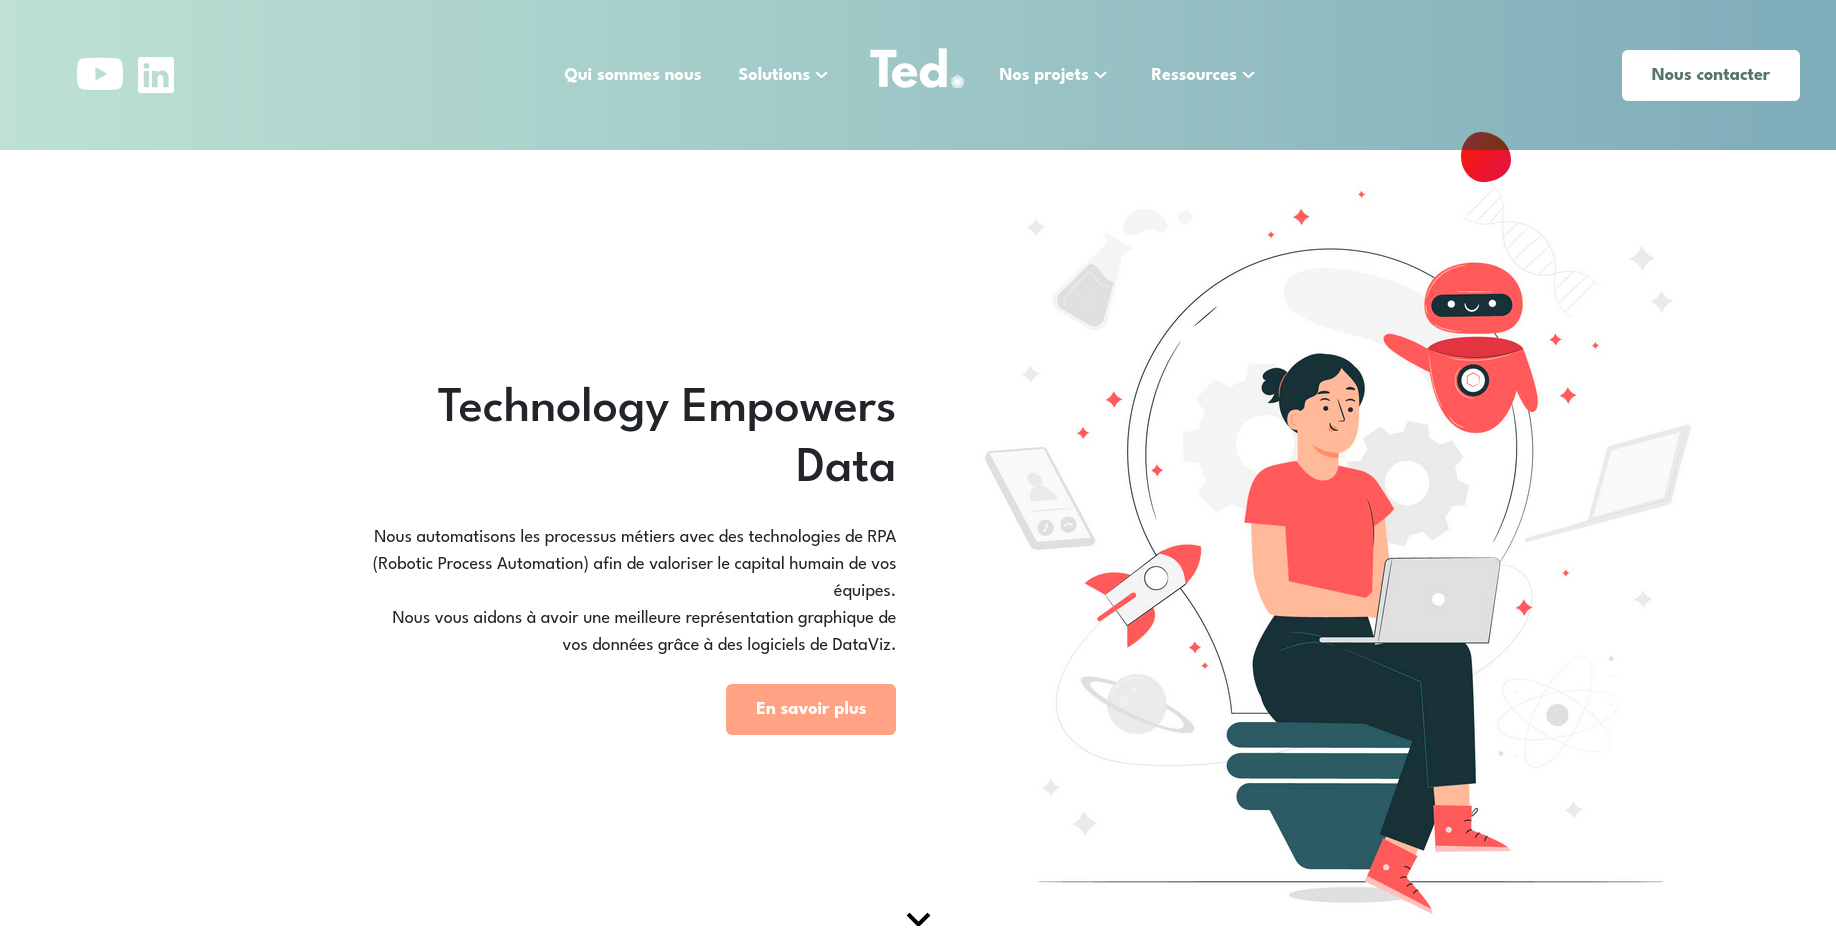 Qui sommes nous
Solutions
Ted.
Nos projets
Ressources
Nous contacter
in
Technology Empowers
Data
Nous automatisons les processus métiers avec des technologies de RPA
(Robotic Process Automation) afin de valoriser le capital humain de vos
équipes.
Nous vous aidons à avoir une meilleure représentation graphique de
vos données grâce à des logiciels de DataViz.
En savoir plus